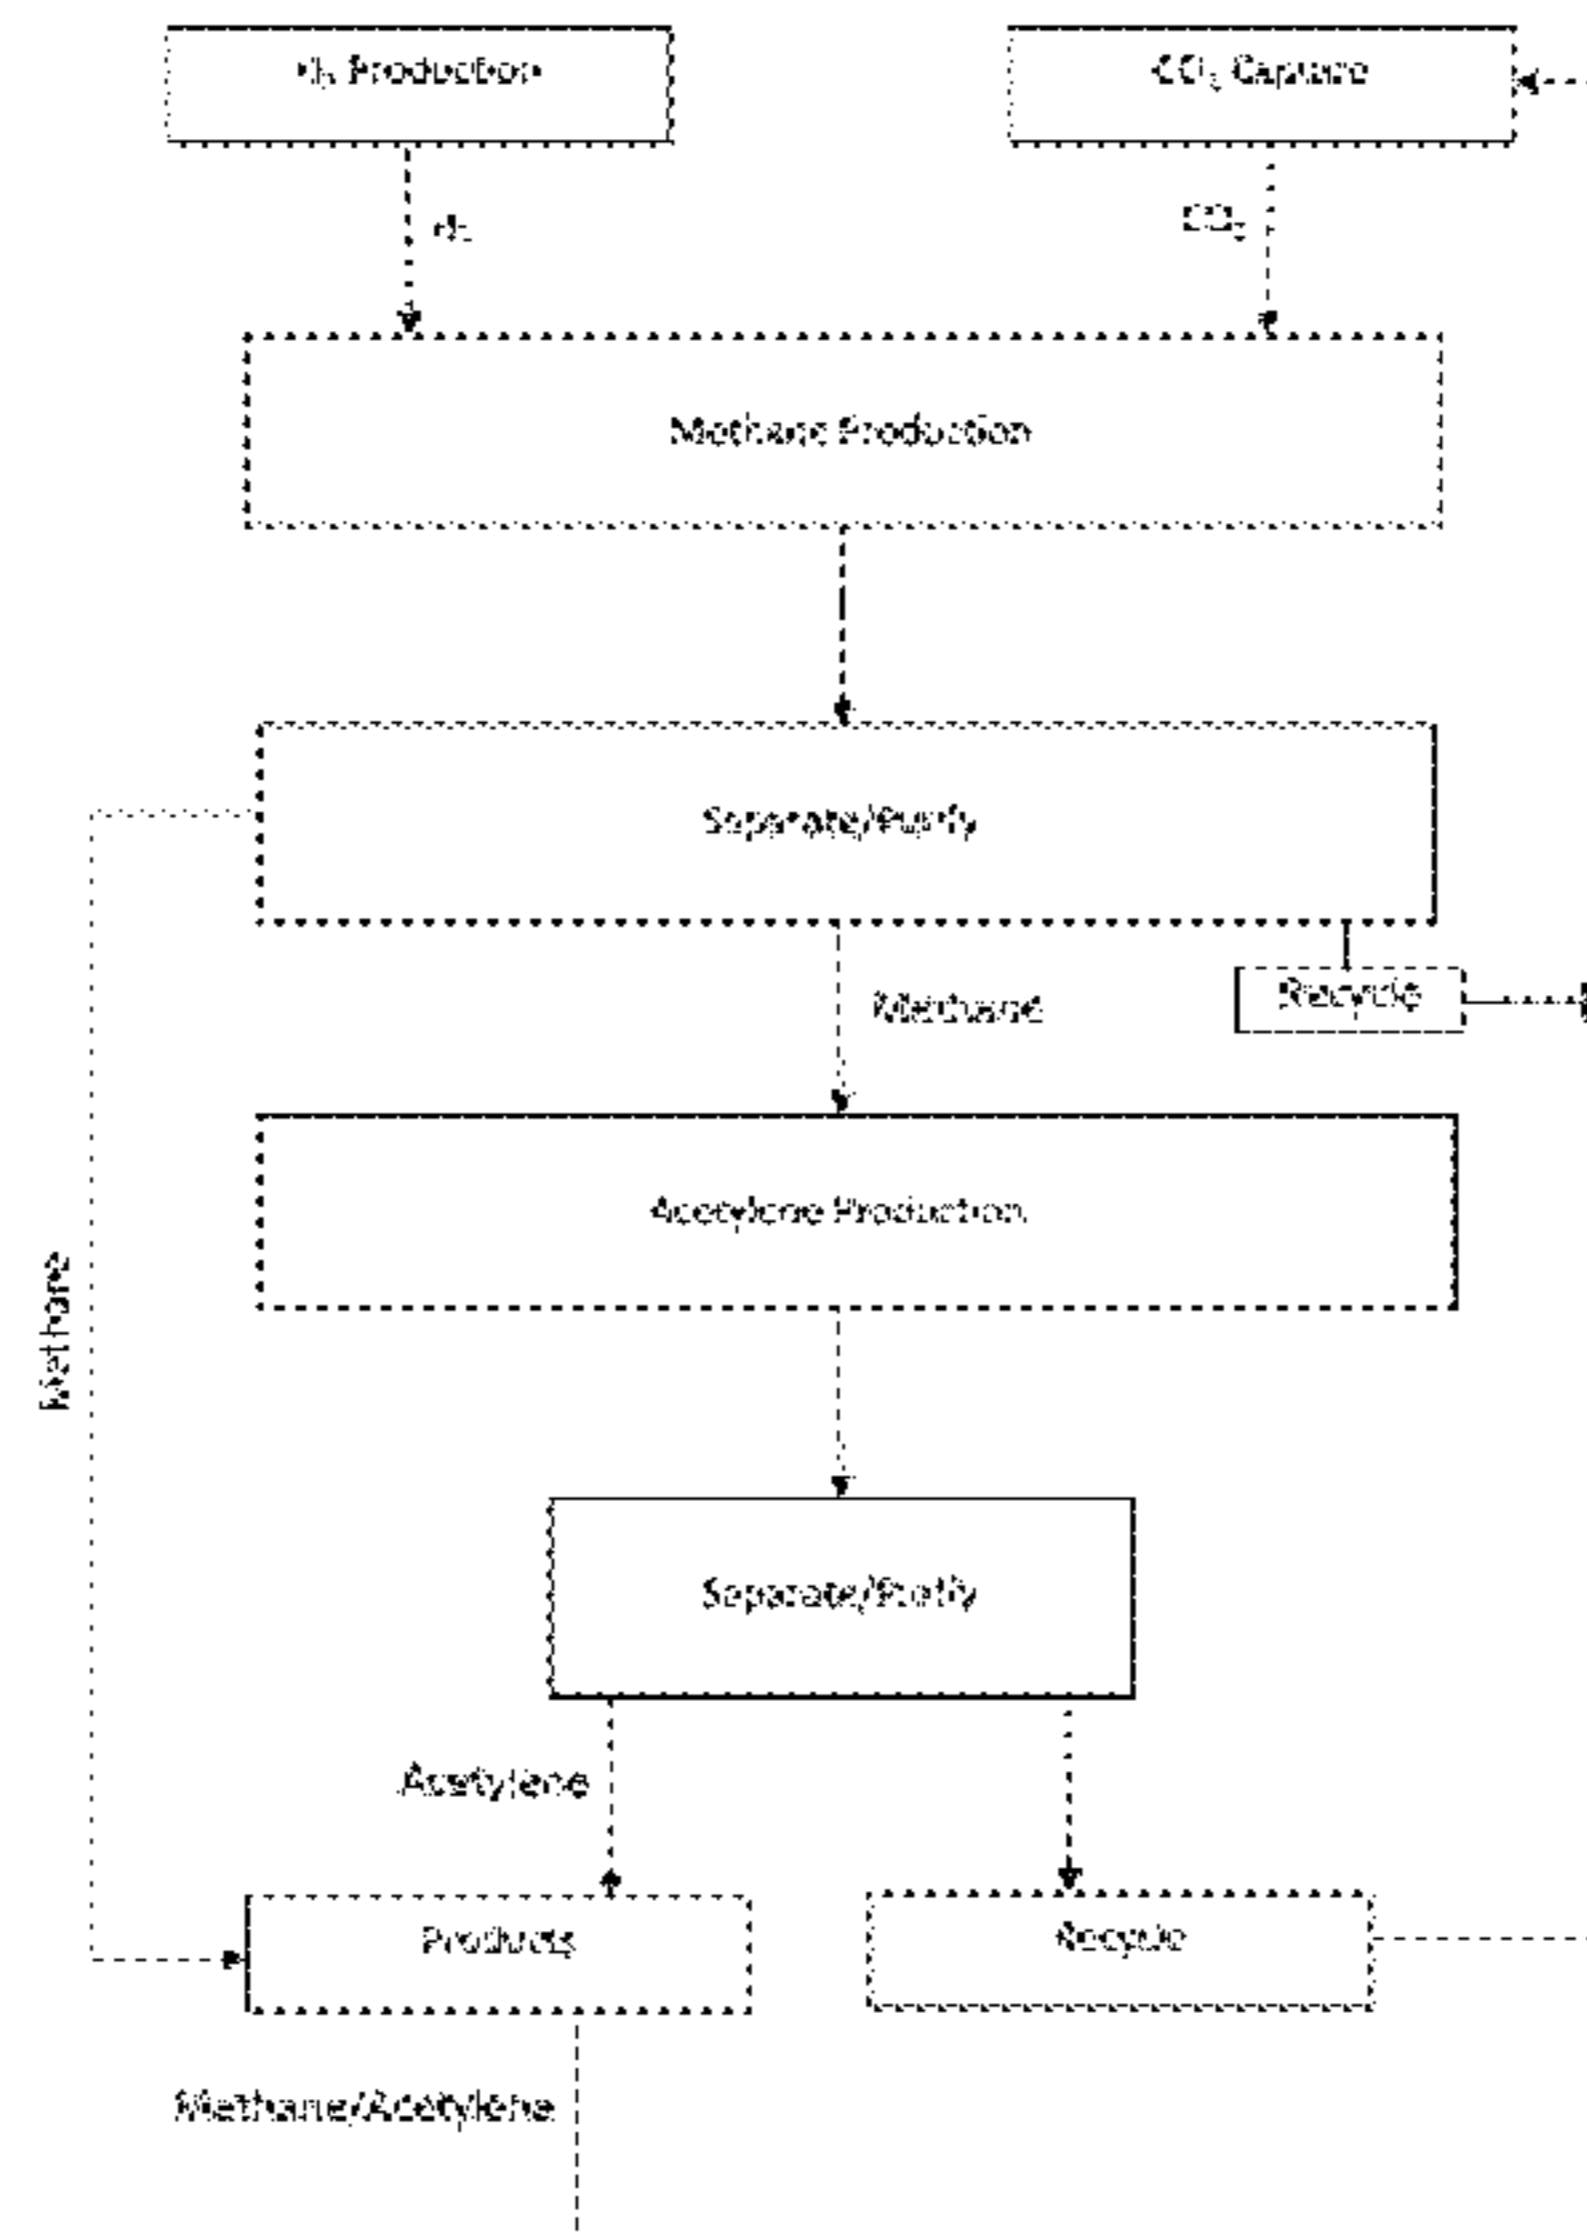 H₂ Production
CO₂ Capture
H₂
CO₂
Methane Production
Separate/Purify
Methane
Recycle
Acetylene Production
Methane
Separate/Purify
Acetylene
Products
Recycle
Methane/Acetylene